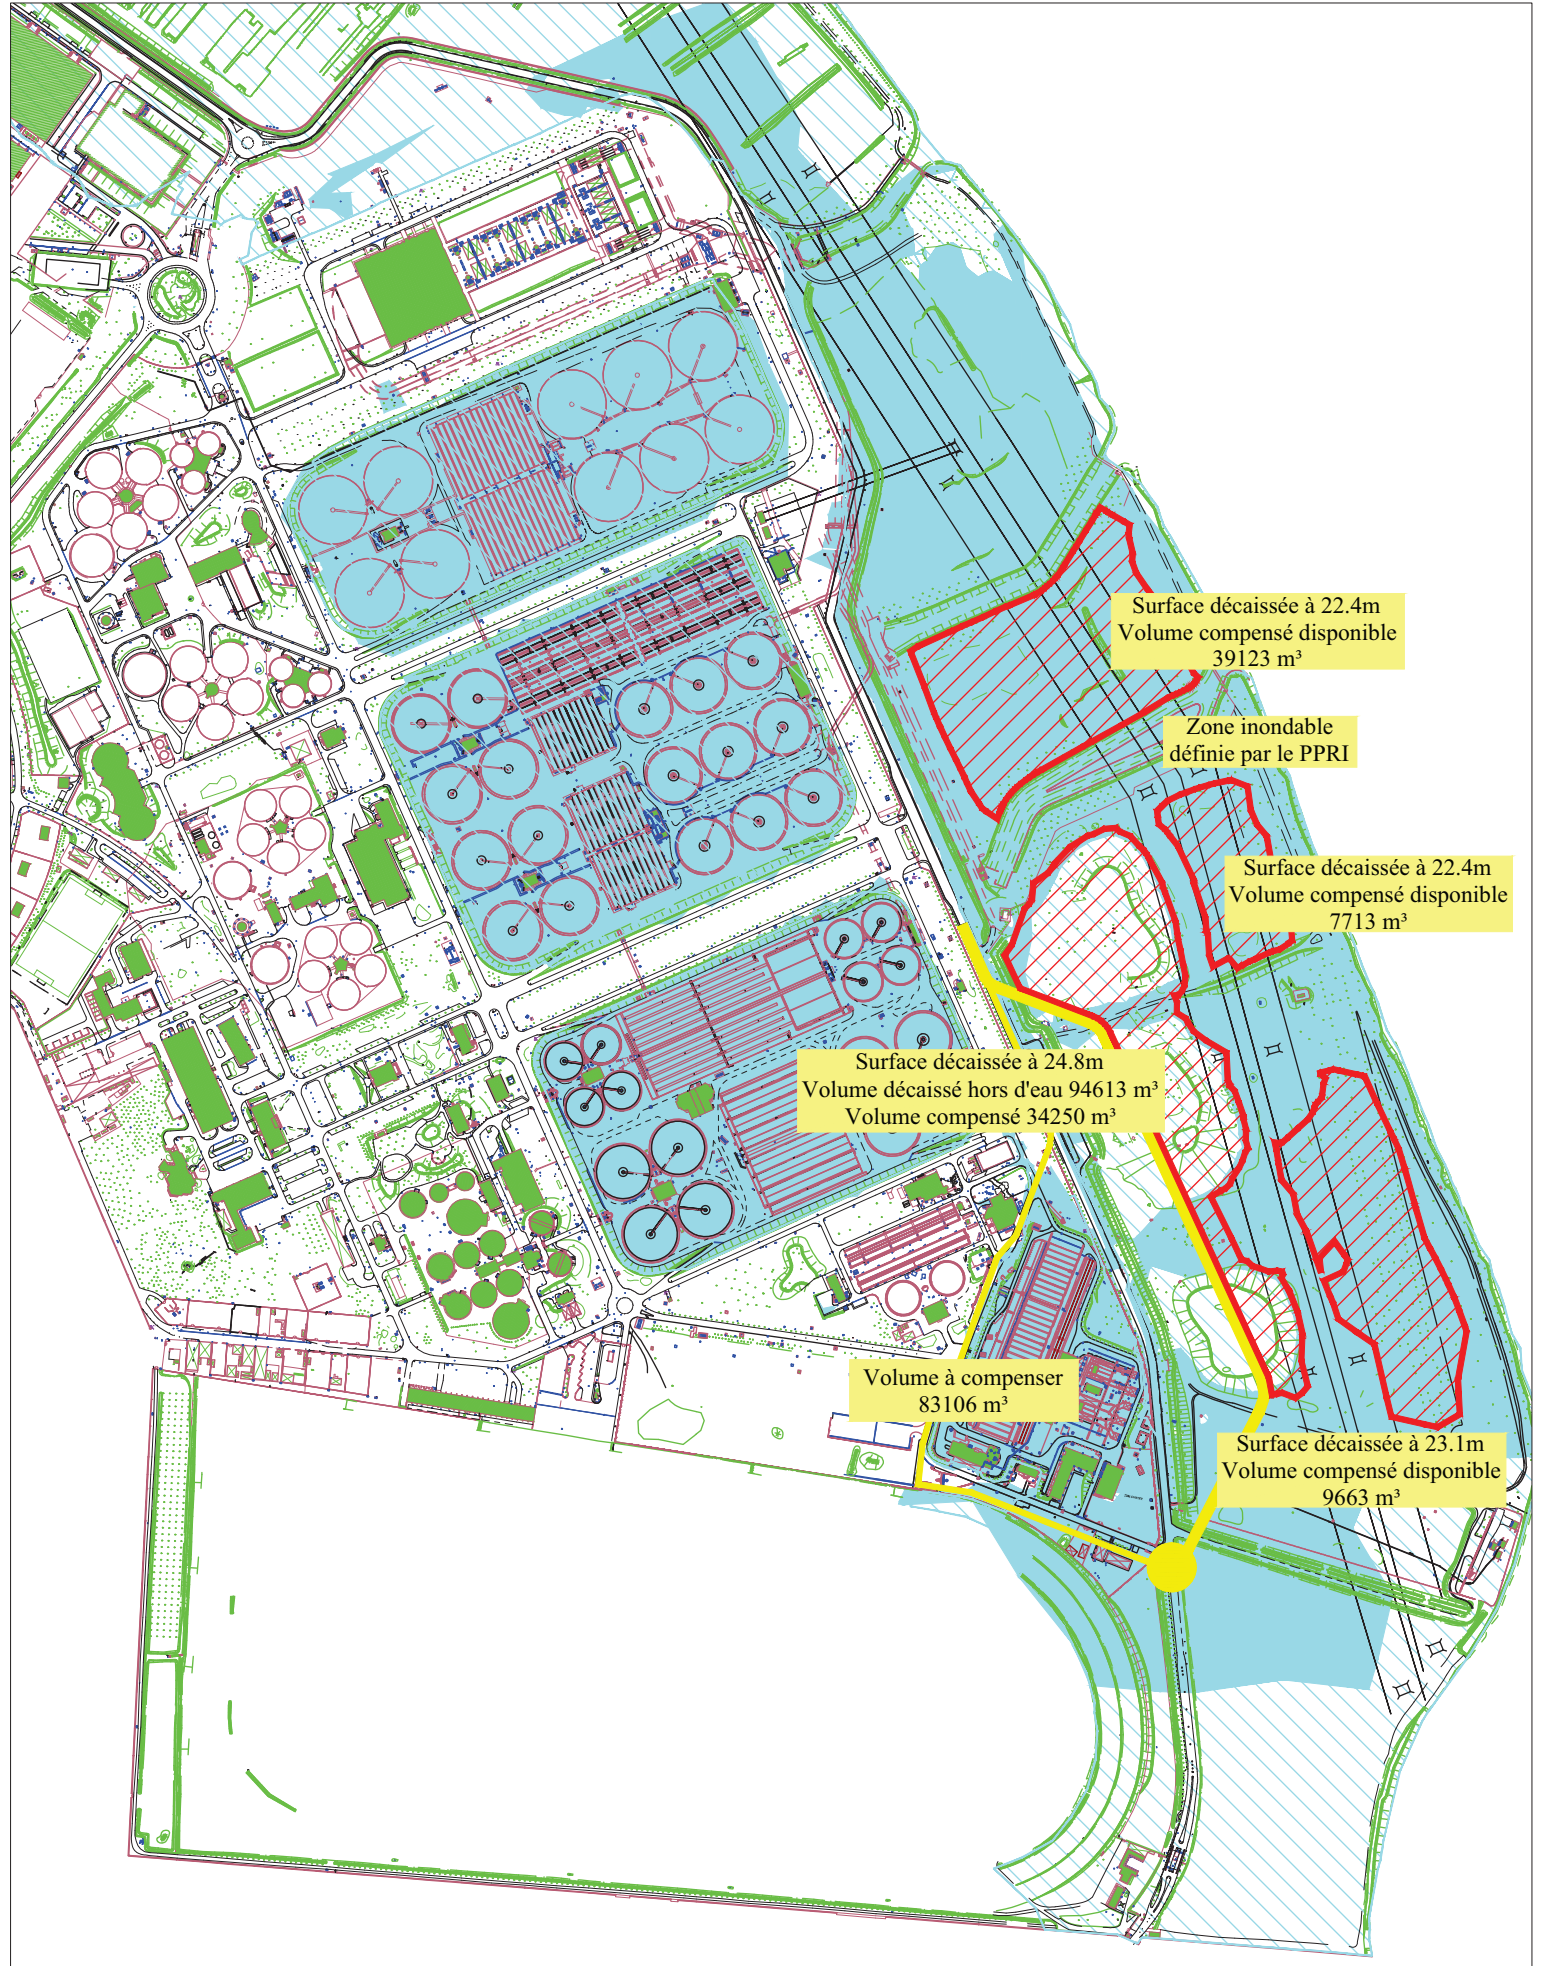 Surface décaissée à 22.4m
Volume compensé disponible
39123 m³
Zone inondable
définie par le PPRI
Surface décaissée à 22.4m
Volume compensé disponible
7713 m³
Surface décaissée à 24.8m
Volume décaissé hors d'eau 94613 m³
Volume compensé 34250 m³
Volume à compenser
83106 m³
Surface décaissée à 23.1m
Volume compensé disponible
9663 m³